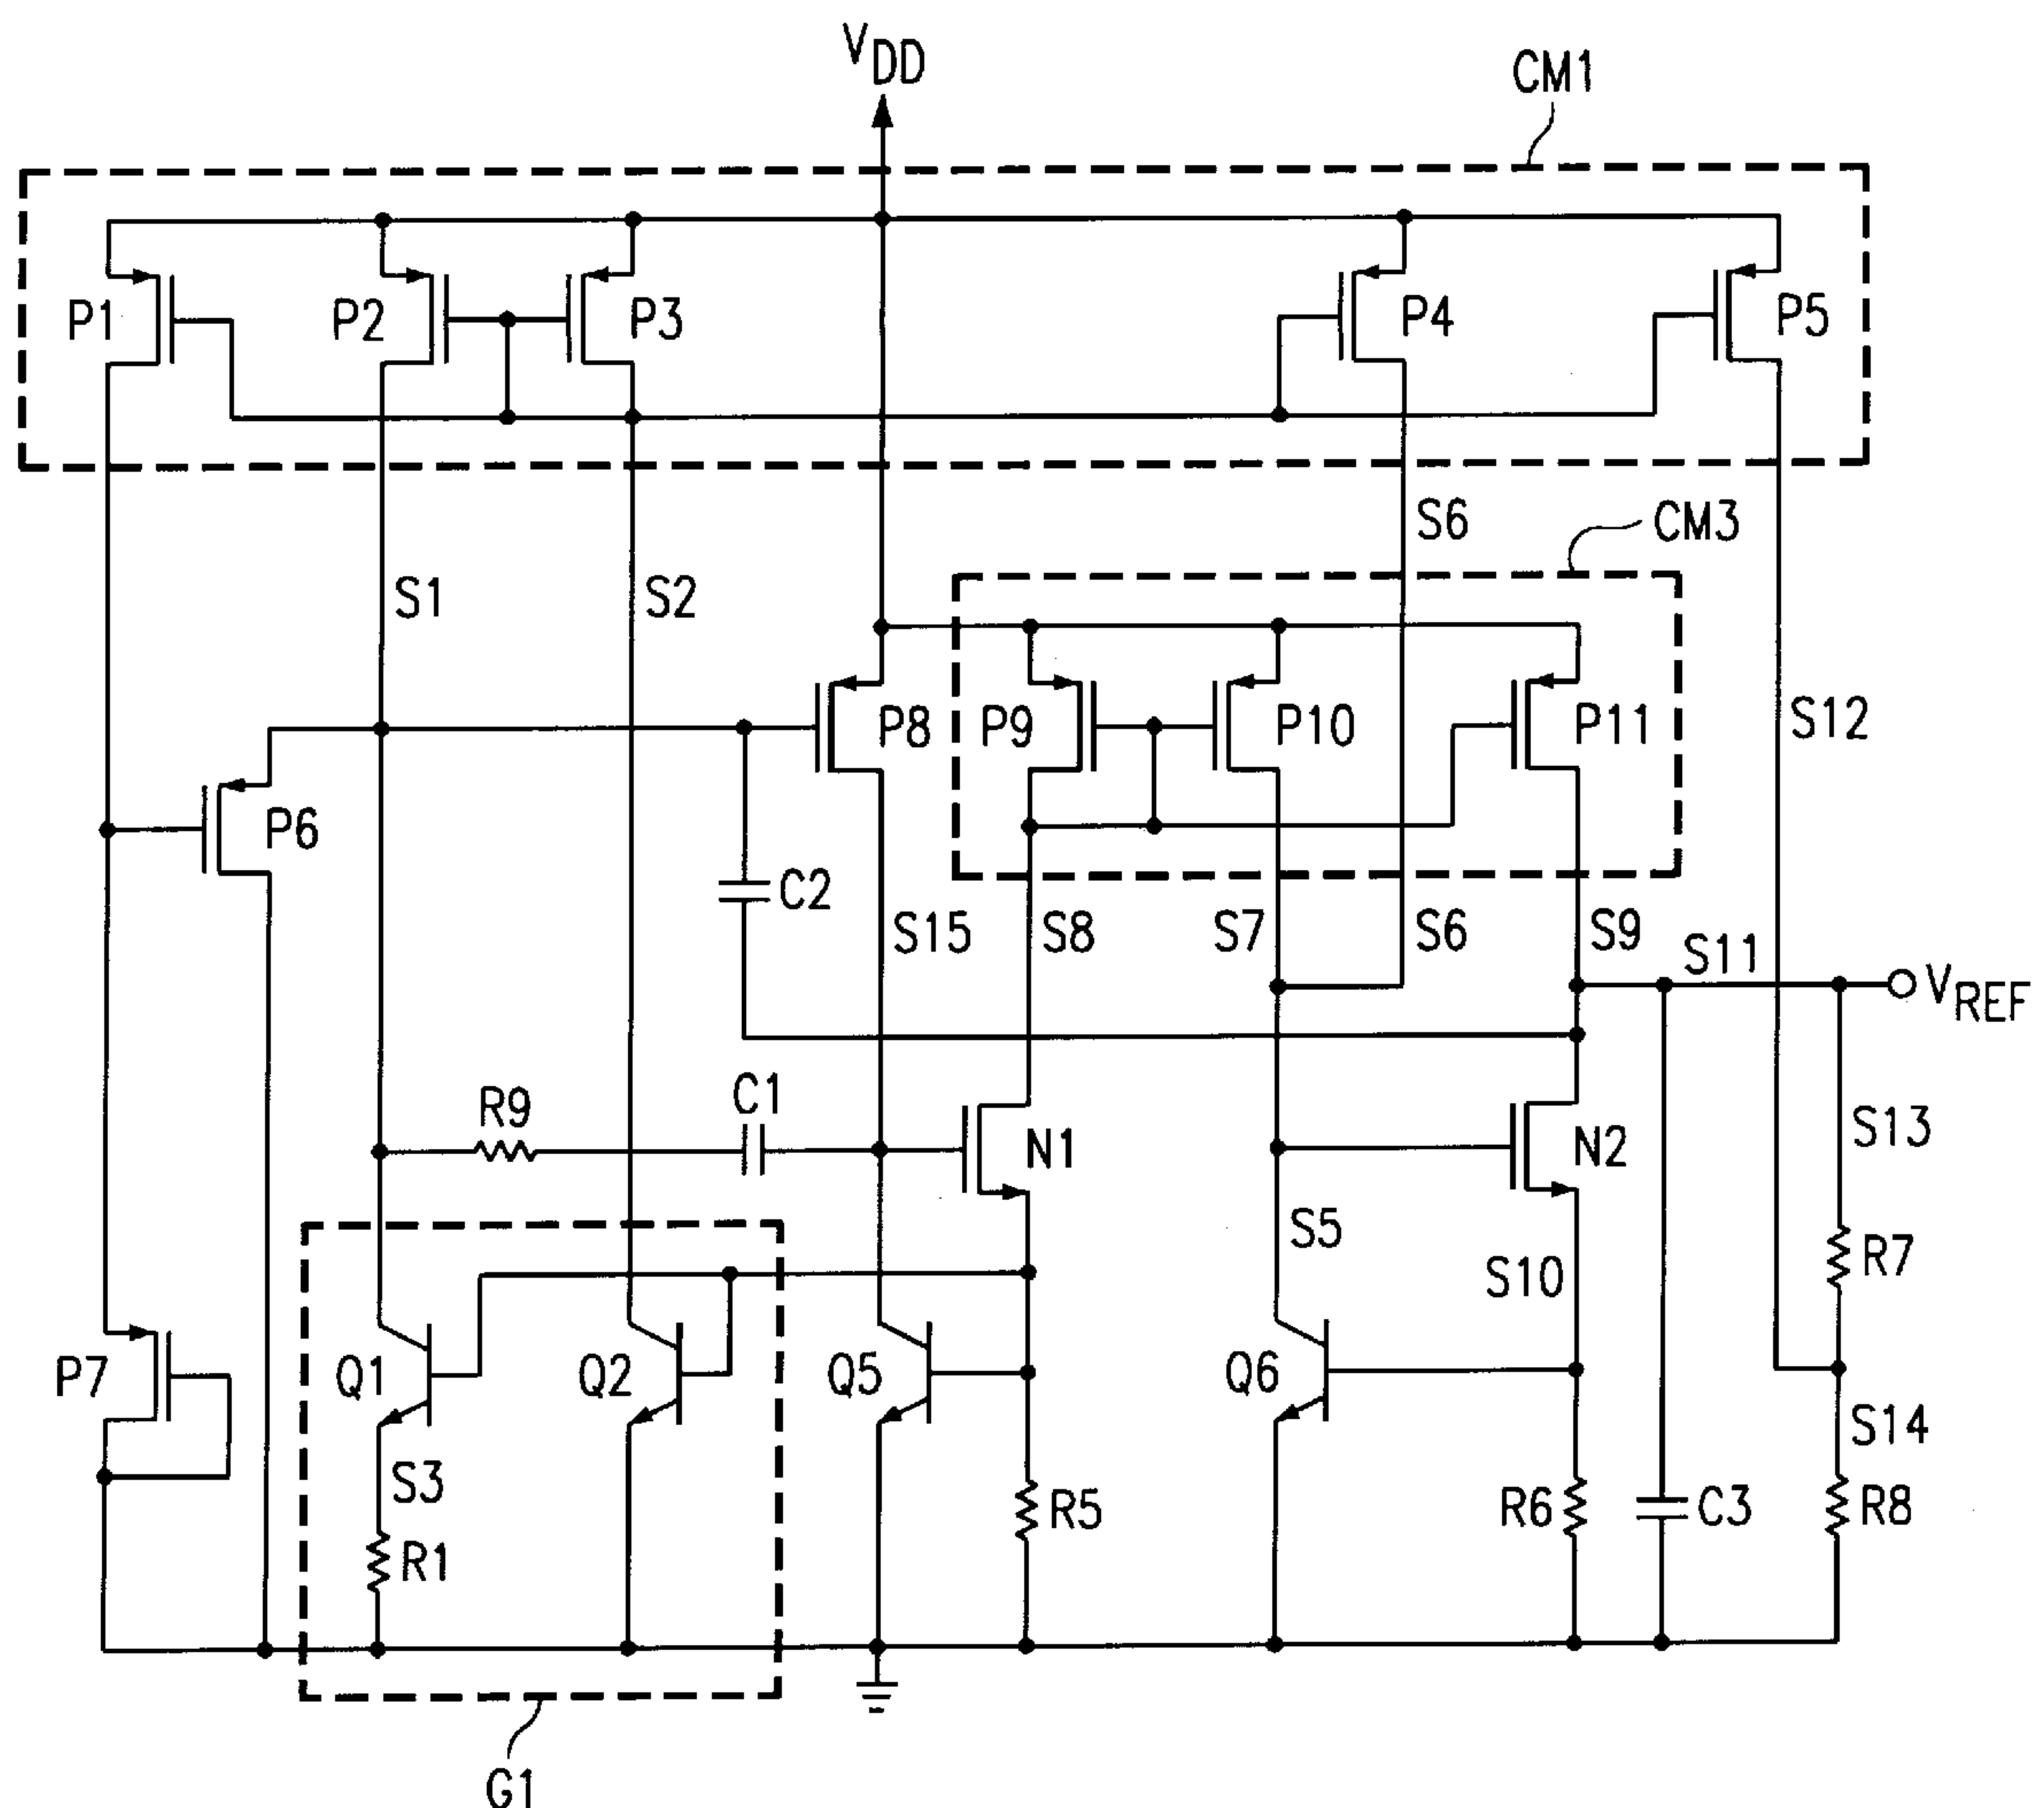 VDD
CM1
P1
P2
P3
P4
P5
S6
CM3
S1
S2
P8
P9
P10
P11
S12
P6
C2
S15
S8
S7
S6
S9
S11
VREF
R9
C1
N1
N2
S13
S5
S10
R7
P7
Q1
Q2
Q5
Q6
S14
S3
R1
R5
R6
C3
R8
G1